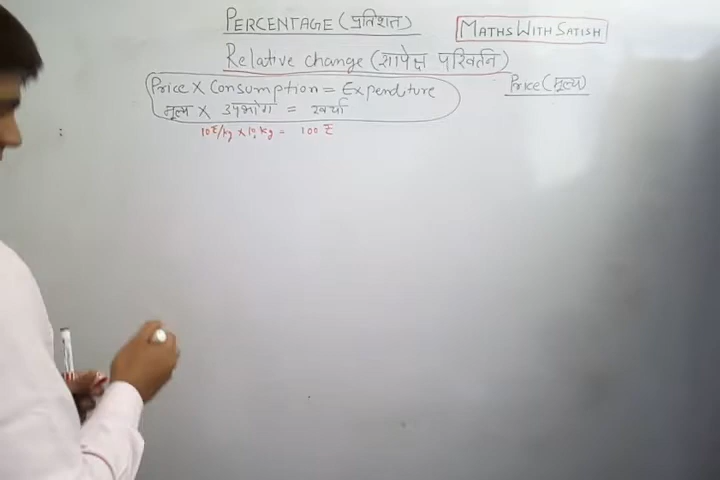 PERCENTAGE (प्रतिशत)
MATHS WITH SATISH
Relative change (सापेक्ष परिवर्तन)
Price X Consumption = Expenditure
मूल्य X उपभोग = खर्चा
Price (मूल्य)
10₹/kg x 10 kg = 100 ₹